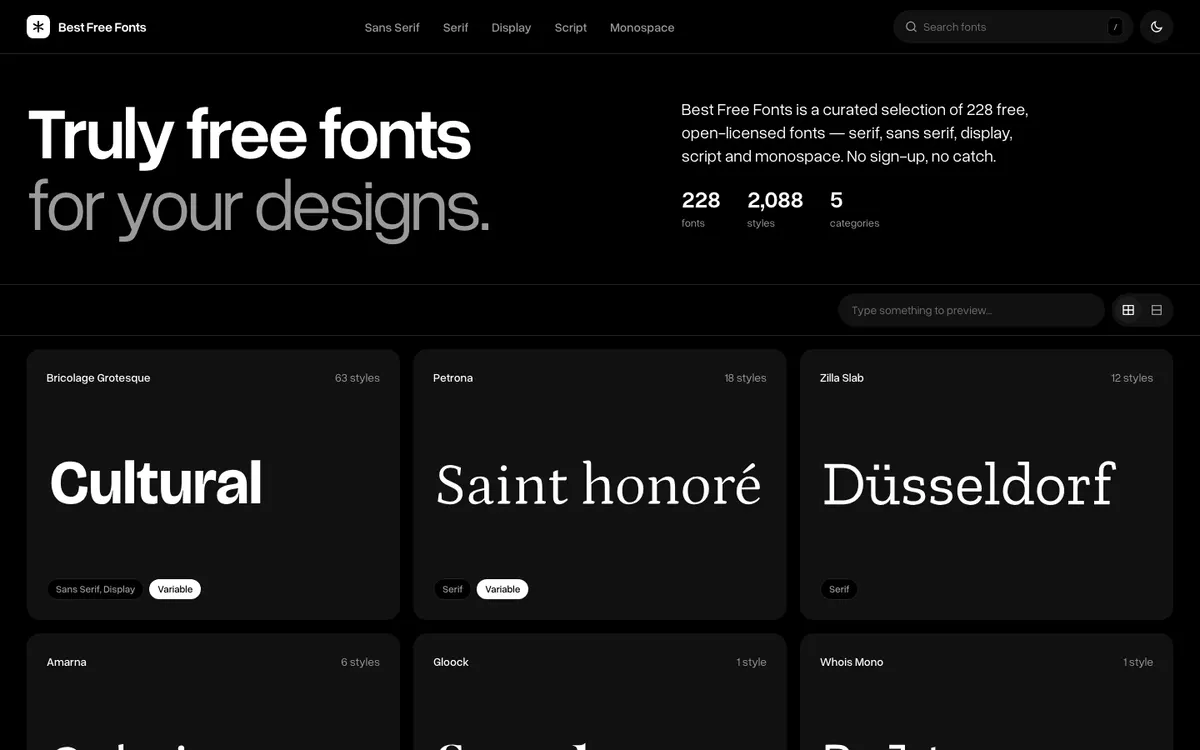 Best Free Fonts
Sans Serif
Serif
Display
Script
Monospace
Search fonts
/
Truly free fonts
for your designs.
Best Free Fonts is a curated selection of 228 free,
open-licensed fonts — serif, sans serif, display,
script and monospace. No sign-up, no catch.
228
fonts
2,088
styles
5
categories
Type something to preview...
Bricolage Grotesque
63 styles
Cultural
Sans Serif, Display
Variable
Petrona
18 styles
Saint honoré
Serif
Variable
Zilla Slab
12 styles
Düsseldorf
Serif
Amarna
6 styles
Gloock
1 style
Whois Mono
1 style